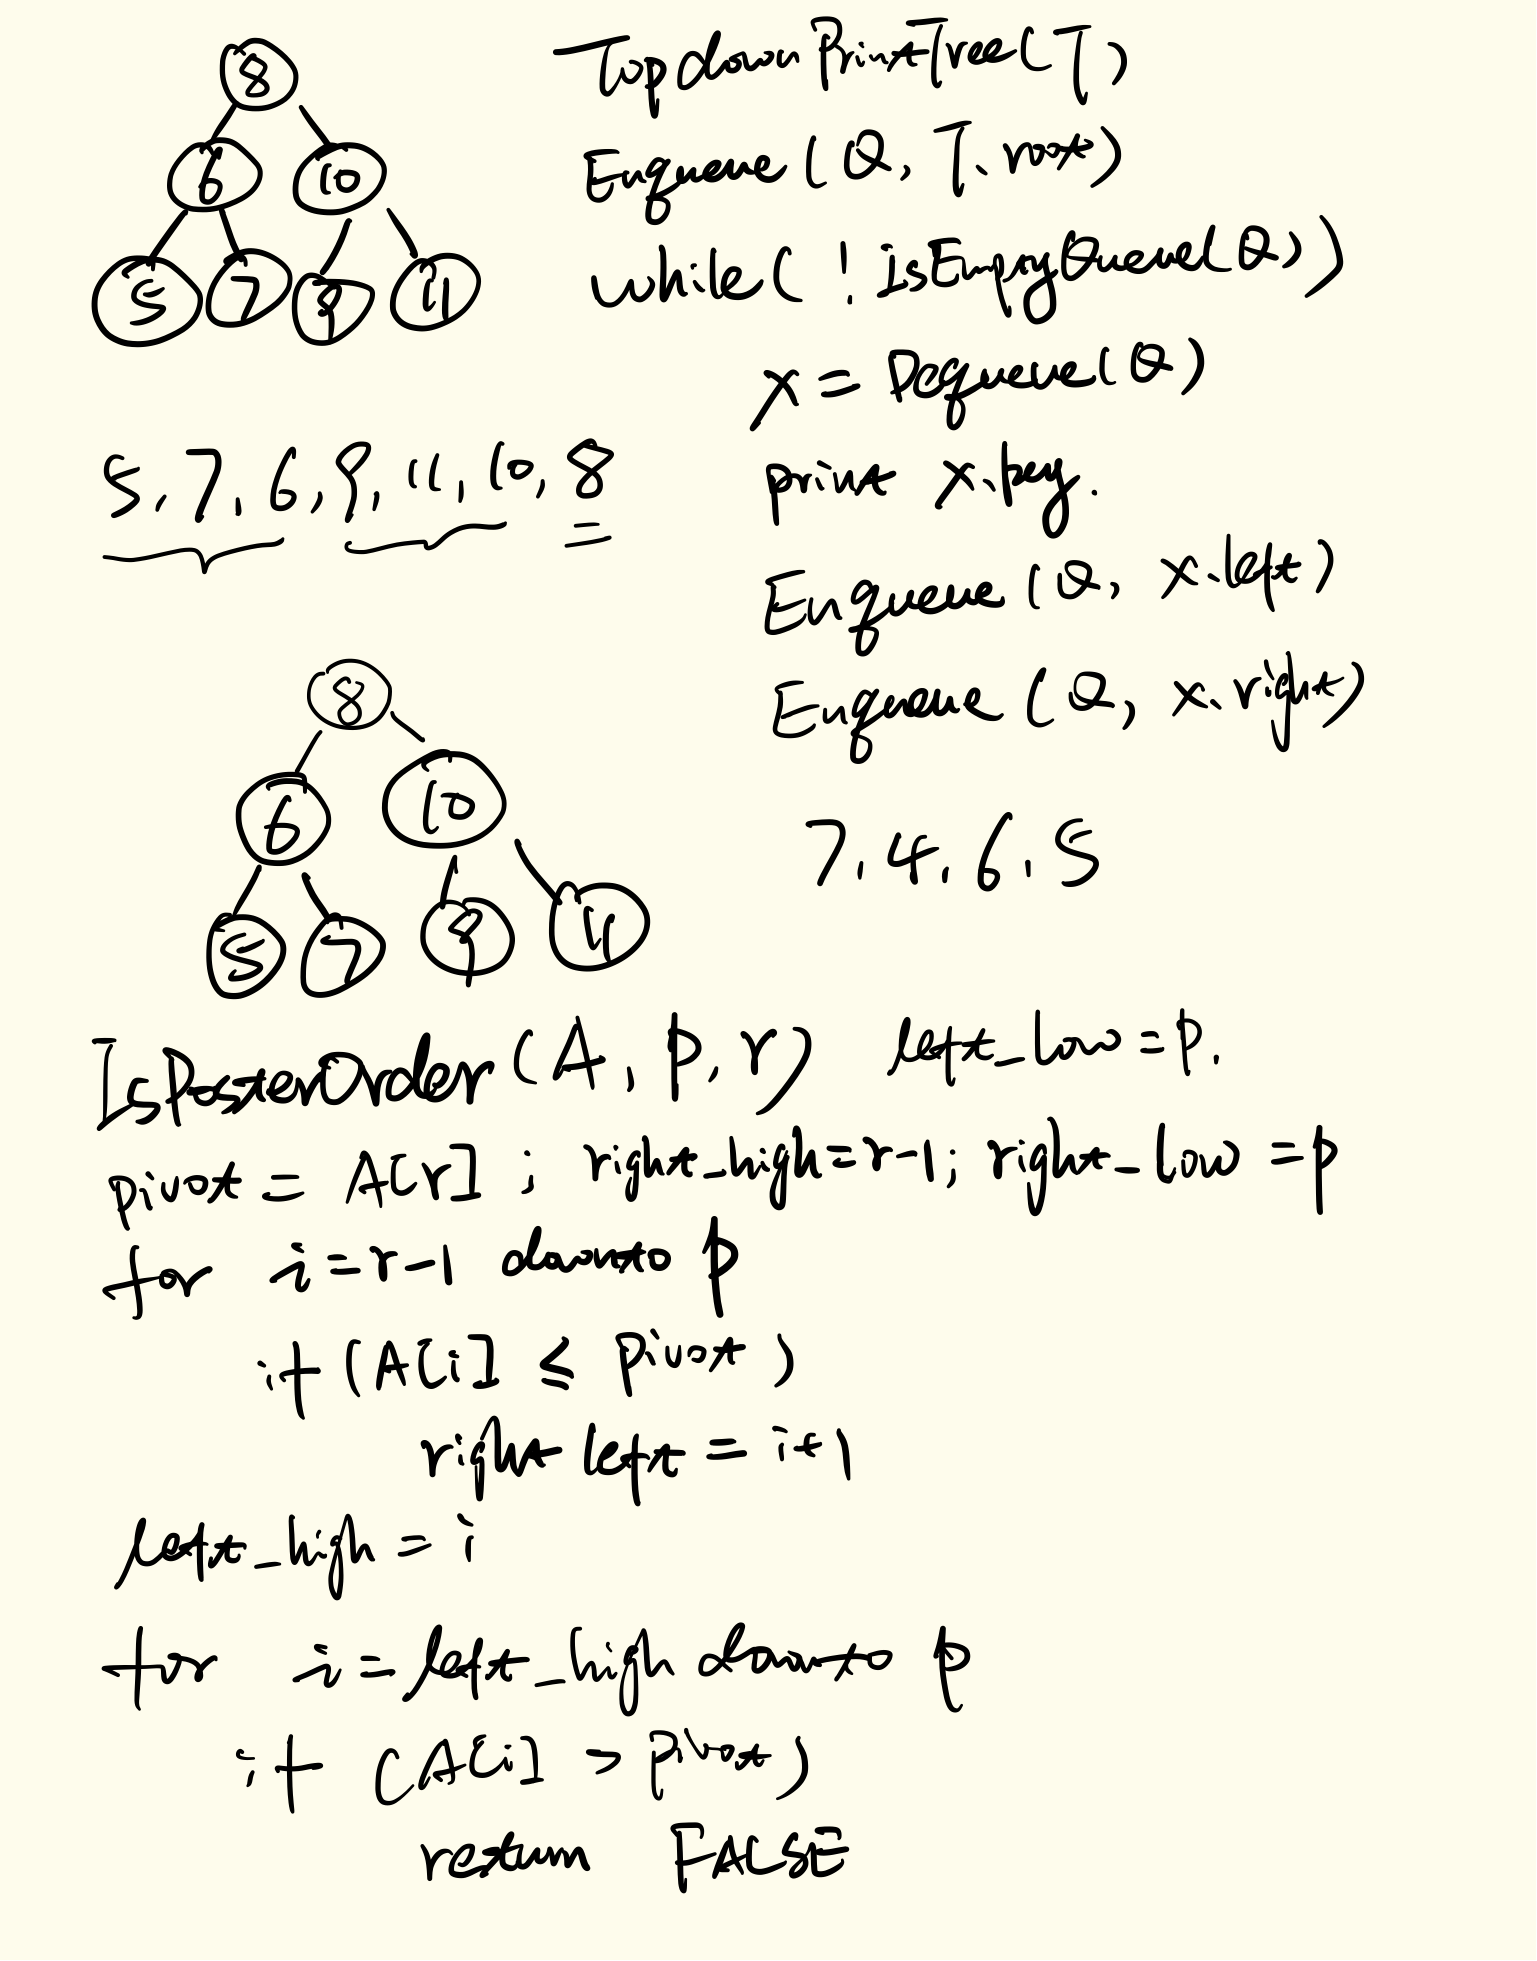 8
6 10
5 7 9 11
TopdownPrintTree(T)
Enqueue (Q, T.root)
while( ! IsEmpyQueue(Q))
x = Dequeue(Q)
print x.key.
Enqueue (Q, x.left)
Enqueue (Q, x.right)
5, 7, 6, 9, 11, 10, 8
8
6 10
5 7 9 11
7, 4, 6, 5
IsPosterOrder(A, p, r) left_low = p.
pivot = A[r] ; right_high=r-1; right_low = p
for i=r-1 downto p
if (A[i] ≤ pivot)
right left = i+1
left_high = i
for i = left_high downto p
if (A[i] > pivot)
return FALSE